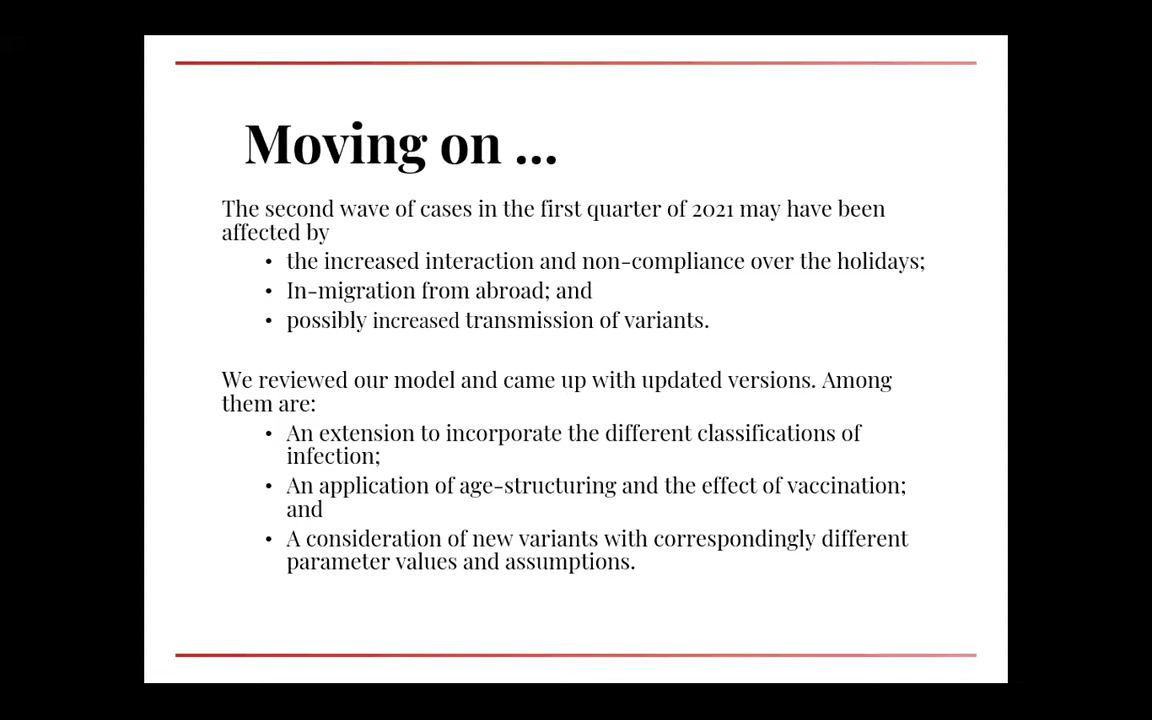 Moving on ...
The second wave of cases in the first quarter of 2021 may have been
affected by
• the increased interaction and non-compliance over the holidays;
• In-migration from abroad; and
• possibly increased transmission of variants.
We reviewed our model and came up with updated versions. Among
them are:
• An extension to incorporate the different classifications of
infection;
• An application of age-structuring and the effect of vaccination;
and
• A consideration of new variants with correspondingly different
parameter values and assumptions.